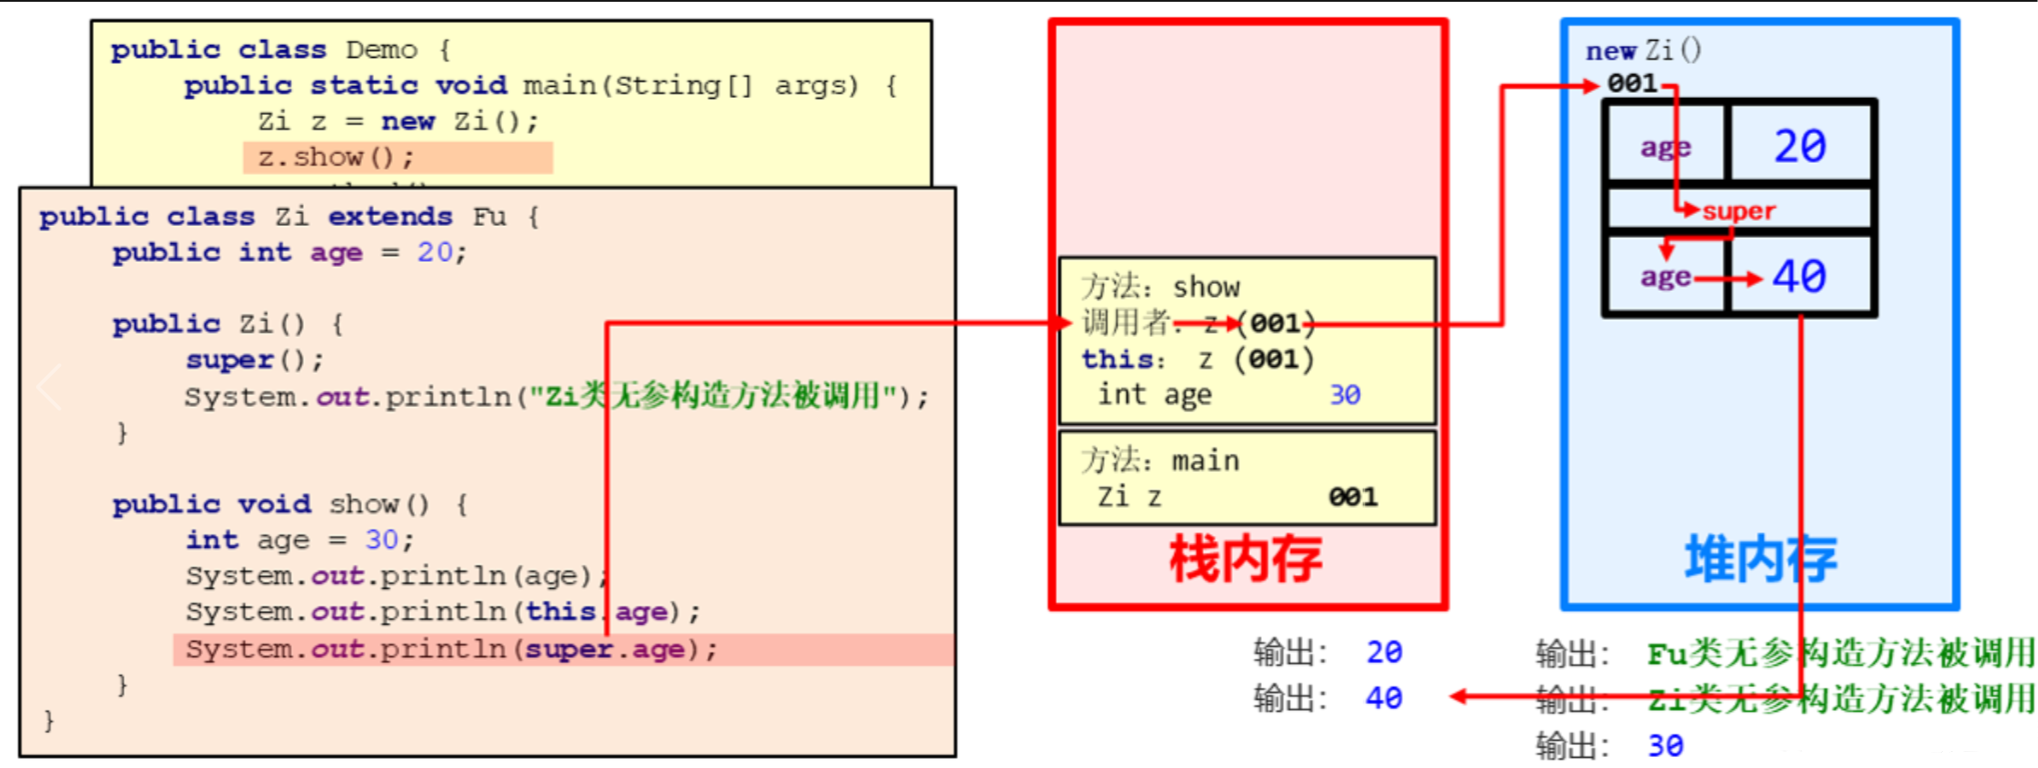 public class Demo {
public static void main(String[] args) {
Zi z = new Zi();
z.show();
public class Zi extends Fu {
public int age = 20;
public Zi() {
super();
System.out.println("Zi类无参构造方法被调用");
}
public void show() {
int age = 30;
System.out.println(age);
System.out.println(this.age);
System.out.println(super.age);
}
}
方法：show
调用者：z (001)
this： z (001)
int age 30
方法：main
Zi z 001
栈内存
new Zi()
001
age 20
super
age 40
堆内存
输出： 20
输出： 40
输出： Fu类无参构造方法被调用
输出： Zi类无参构造方法被调用
输出： 30